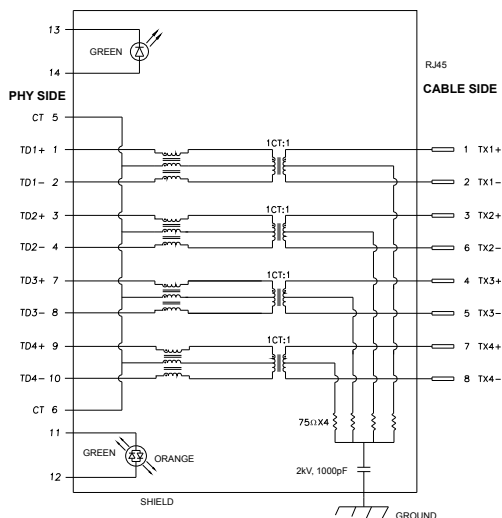 13
GREEN
14
RJ45
PHY SIDE
CABLE SIDE
CT 5
1CT:1
TD1+ 1
1 TX1+
TD1- 2
2 TX1-
1CT:1
TD2+ 3
3 TX2+
TD2- 4
6 TX2-
1CT:1
TD3+ 7
4 TX3+
TD3- 8
5 TX3-
1CT:1
TD4+ 9
7 TX4+
TD4- 10
8 TX4-
CT 6
75ΩX4
11
GREEN
ORANGE
12
2kV, 1000pF
SHIELD
GROUND